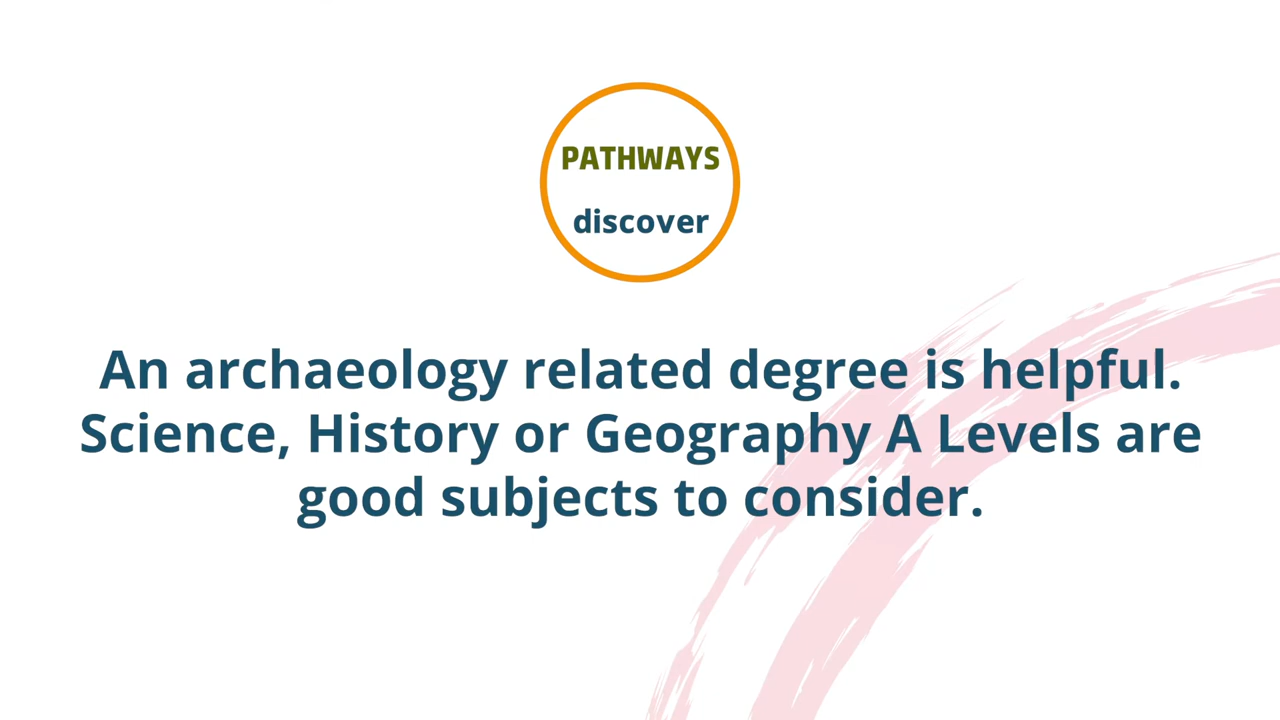 PATHWAYS
discover
An archaeology related degree is helpful.
Science, History or Geography A Levels are
good subjects to consider.